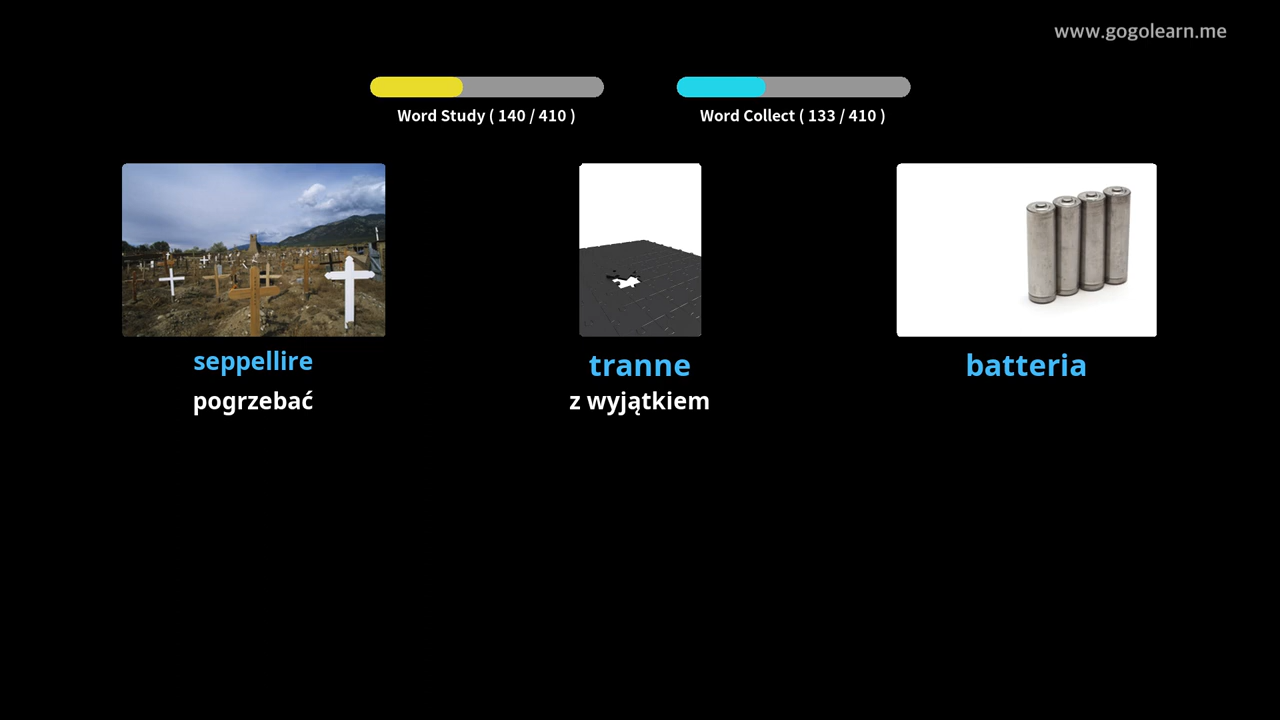 www.gogolearn.me
Word Study ( 140 / 410 )
Word Collect ( 133 / 410 )
seppellire
pogrzebać
tranne
z wyjątkiem
batteria